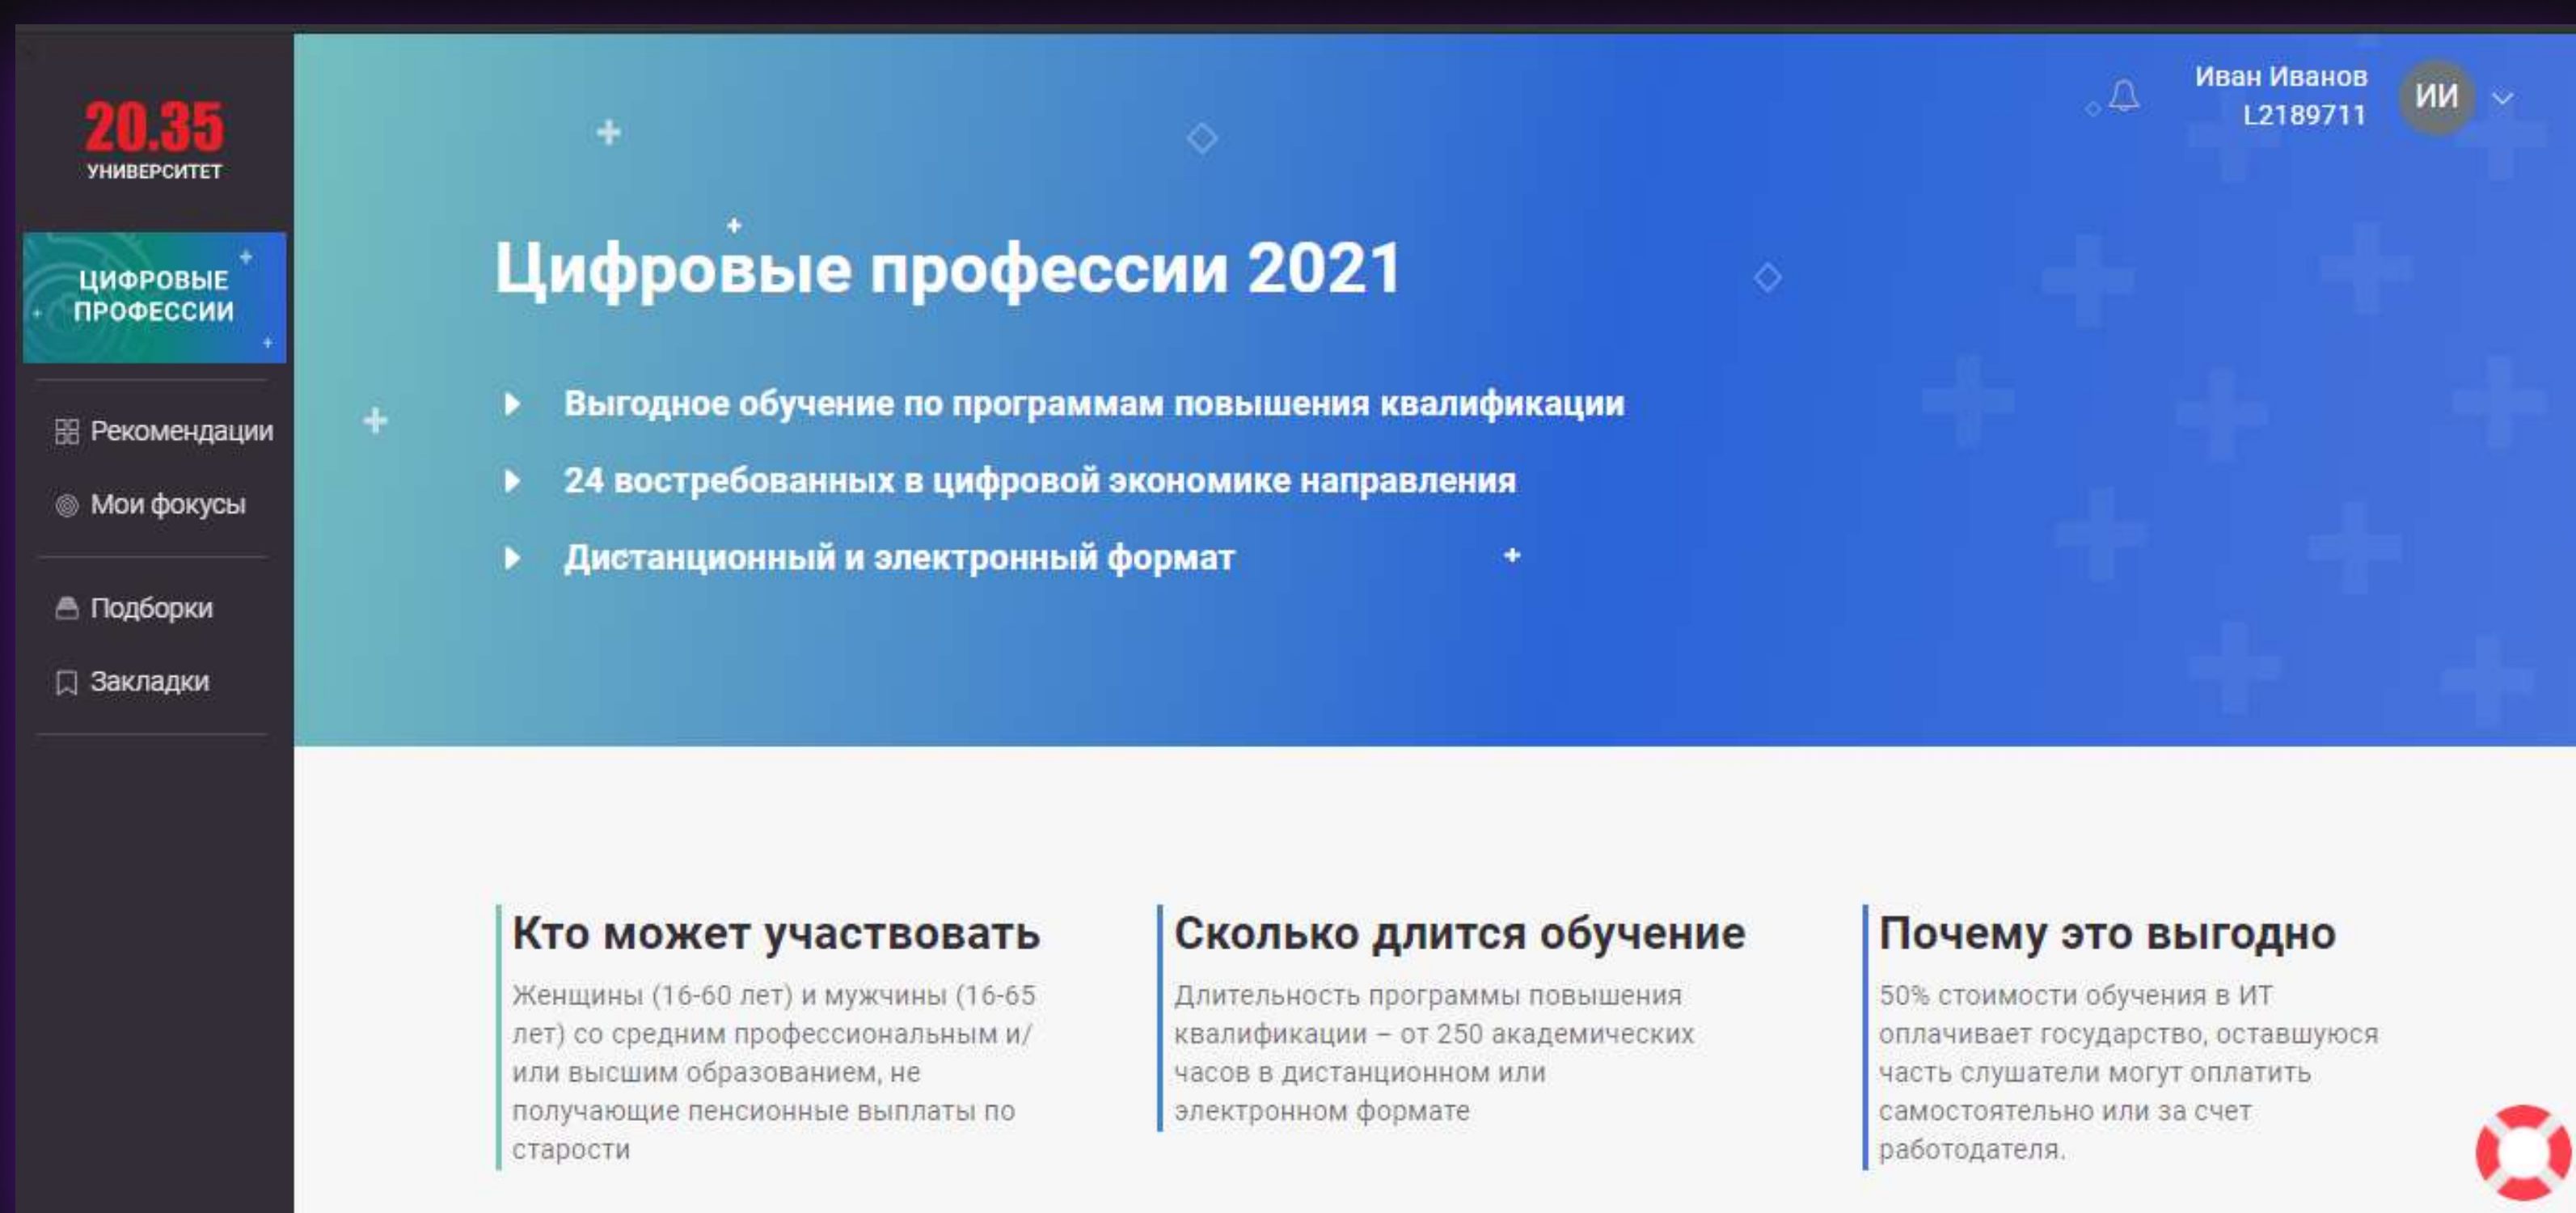 20.35
УНИВЕРСИТЕТ
ЦИФРОВЫЕ
ПРОФЕССИИ
Рекомендации
Мои фокусы
Подборки
Закладки
Иван Иванов
L2189711
ИИ
Цифровые профессии 2021
Выгодное обучение по программам повышения квалификации
24 востребованных в цифровой экономике направления
Дистанционный и электронный формат
Кто может участвовать
Женщины (16-60 лет) и мужчины (16-65
лет) со средним профессиональным и/
или высшим образованием, не
получающие пенсионные выплаты по
старости
Сколько длится обучение
Длительность программы повышения
квалификации – от 250 академических
часов в дистанционном или
электронном формате
Почему это выгодно
50% стоимости обучения в ИТ
оплачивает государство, оставшуюся
часть слушатели могут оплатить
самостоятельно или за счет
работодателя.